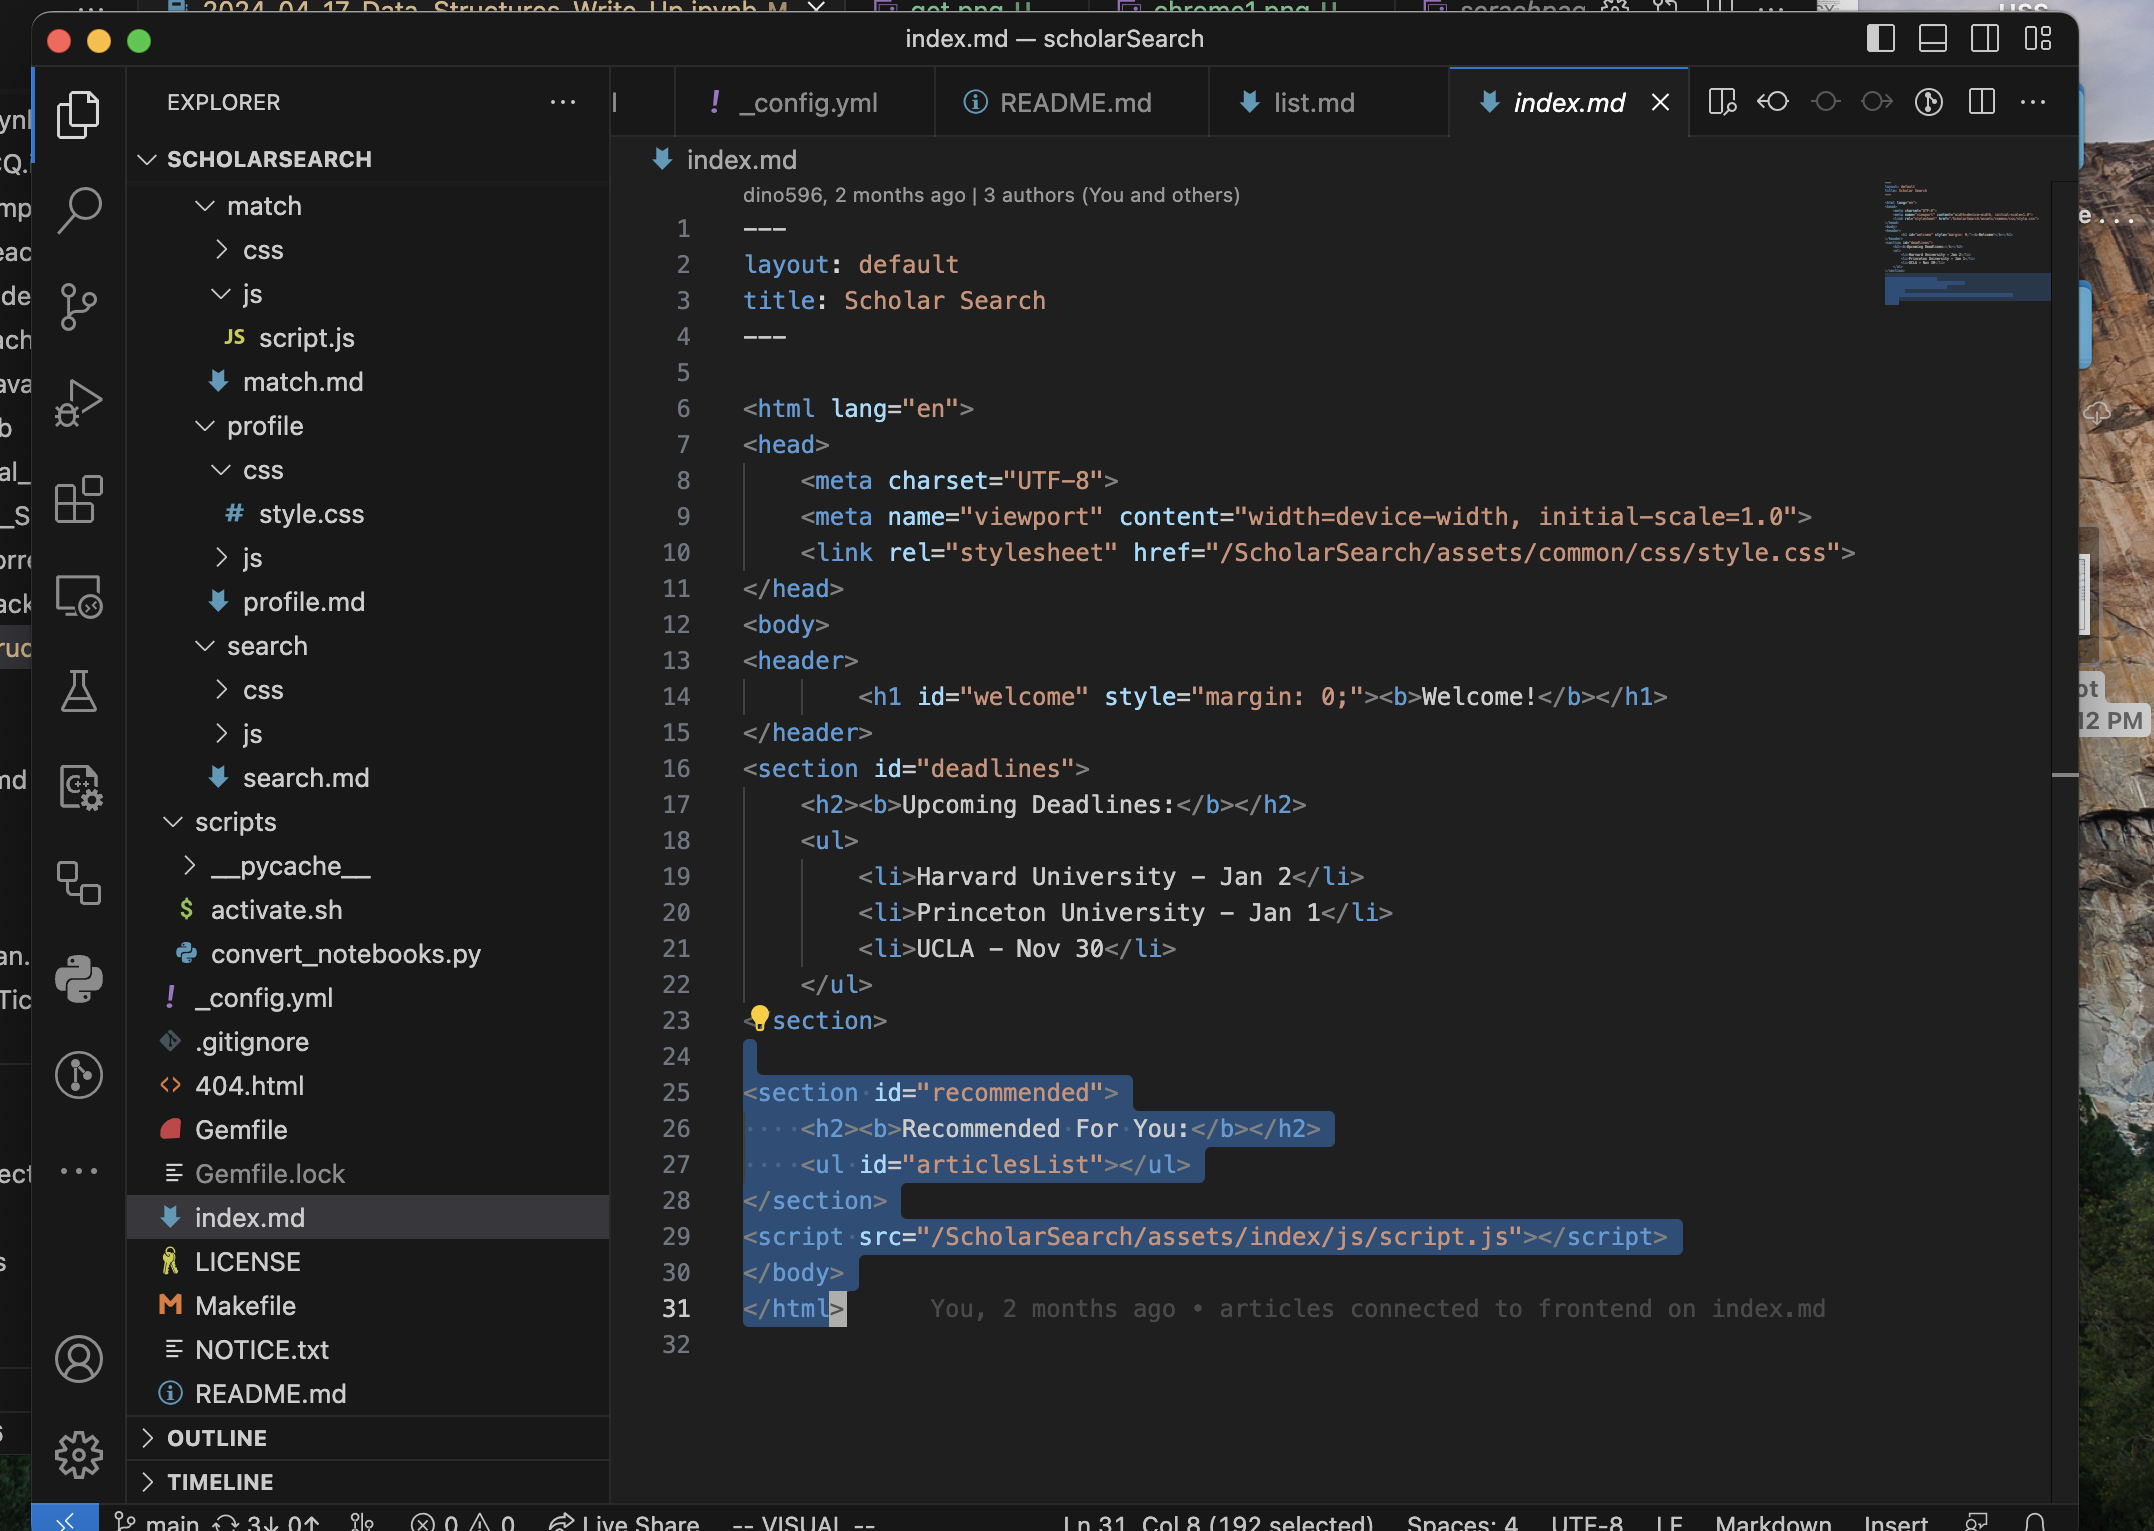 2024_04_17_Data_Structures_Write_Up.ipynb M
get.png U
chrome1.png U
index.md — scholarSearch
EXPLORER
_config.yml
README.md
list.md
index.md
SCHOLARSEARCH
match
css
js
JS script.js
match.md
profile
css
# style.css
js
profile.md
search
css
js
search.md
scripts
__pycache__
$ activate.sh
convert_notebooks.py
! _config.yml
.gitignore
<> 404.html
Gemfile
Gemfile.lock
index.md
LICENSE
M Makefile
NOTICE.txt
README.md
OUTLINE
TIMELINE
index.md
dino596, 2 months ago | 3 authors (You and others)
1 ---
2 layout: default
3 title: Scholar Search
4 ---
5
6 <html lang="en">
7 <head>
8 <meta charset="UTF-8">
9 <meta name="viewport" content="width=device-width, initial-scale=1.0">
10 <link rel="stylesheet" href="/ScholarSearch/assets/common/css/style.css">
11 </head>
12 <body>
13 <header>
14 <h1 id="welcome" style="margin: 0;"><b>Welcome!</b></h1>
15 </header>
16 <section id="deadlines">
17 <h2><b>Upcoming Deadlines:</b></h2>
18 <ul>
19 <li>Harvard University - Jan 2</li>
20 <li>Princeton University - Jan 1</li>
21 <li>UCLA - Nov 30</li>
22 </ul>
23 < section>
24
25 <section id="recommended">
26 <h2><b>Recommended For You:</b></h2>
27 <ul id="articlesList"></ul>
28 </section>
29 <script src="/ScholarSearch/assets/index/js/script.js"></script>
30 </body>
31 </html> You, 2 months ago • articles connected to frontend on index.md
32
12 PM
main 3↓ 0↑ 0 0 Live Share -- VISUAL -- Ln 31, Col 8 (192 selected) Spaces: 4 UTF-8 LF Markdown Insert